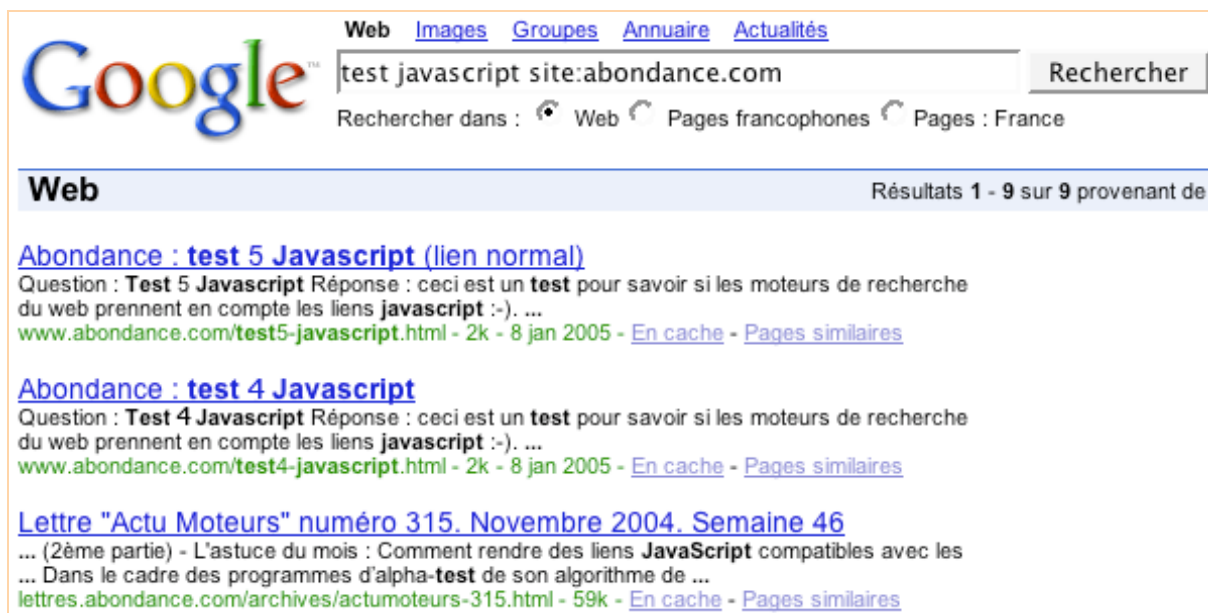 Web Images Groupes Annuaire Actualités
Google™
test javascript site:abondance.com Rechercher
Rechercher dans : Web Pages francophones Pages : France
Web Résultats 1 - 9 sur 9 provenant de
Abondance : test 5 Javascript (lien normal)
Question : Test 5 Javascript Réponse : ceci est un test pour savoir si les moteurs de recherche
du web prennent en compte les liens javascript :-). ...
www.abondance.com/test5-javascript.html - 2k - 8 jan 2005 - En cache - Pages similaires
Abondance : test 4 Javascript
Question : Test 4 Javascript Réponse : ceci est un test pour savoir si les moteurs de recherche
du web prennent en compte les liens javascript :-). ...
www.abondance.com/test4-javascript.html - 2k - 8 jan 2005 - En cache - Pages similaires
Lettre "Actu Moteurs" numéro 315. Novembre 2004. Semaine 46
... (2ème partie) - L'astuce du mois : Comment rendre des liens JavaScript compatibles avec les
... Dans le cadre des programmes d'alpha-test de son algorithme de ...
lettres.abondance.com/archives/actumoteurs-315.html - 59k - En cache - Pages similaires